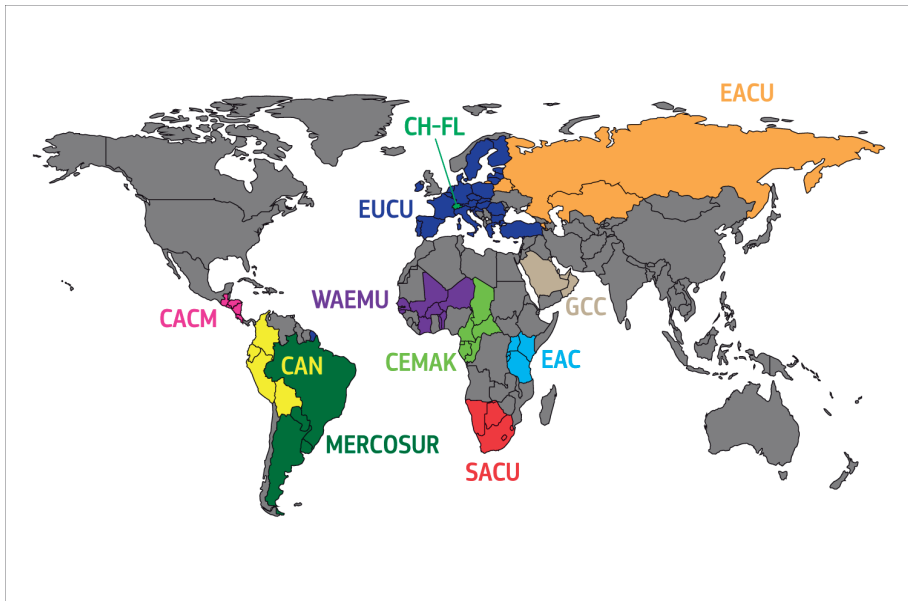 EACU
CH-FL
EUCU
WAEMU
GCC
CACM
CAN
CEMAK
EAC
MERCOSUR
SACU